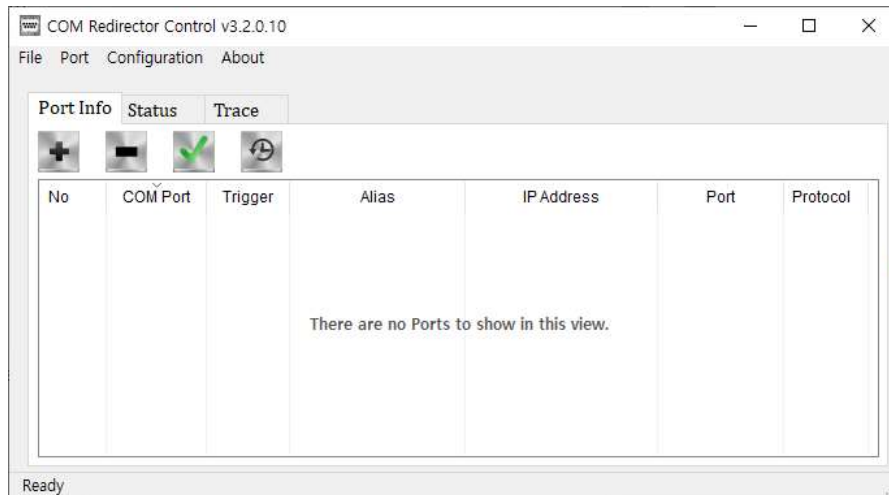 COM Redirector Control v3.2.0.10
File Port Configuration About
Port Info Status Trace
No COM Port Trigger Alias IP Address Port Protocol
There are no Ports to show in this view.
Ready